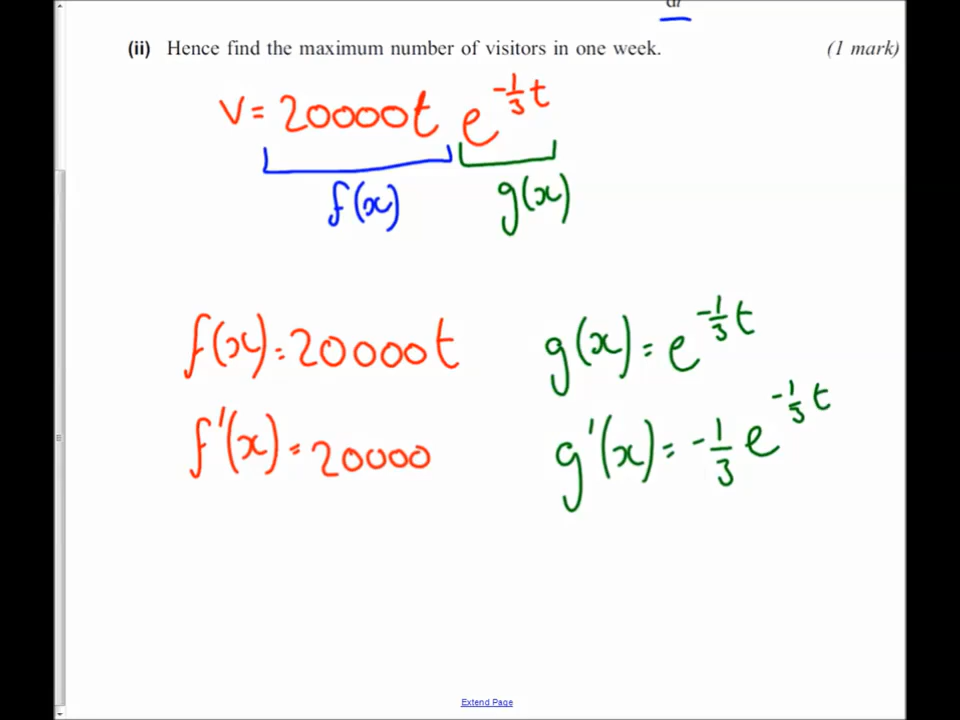 (ii) Hence find the maximum number of visitors in one week. (1 mark)
V = 20000t e^{-1/3 t}
f(x) g(x)
f(x) = 20000t g(x) = e^{-1/3 t}
f'(x) = 20000 g'(x) = -1/3 e^{-1/3 t}
Extend Page